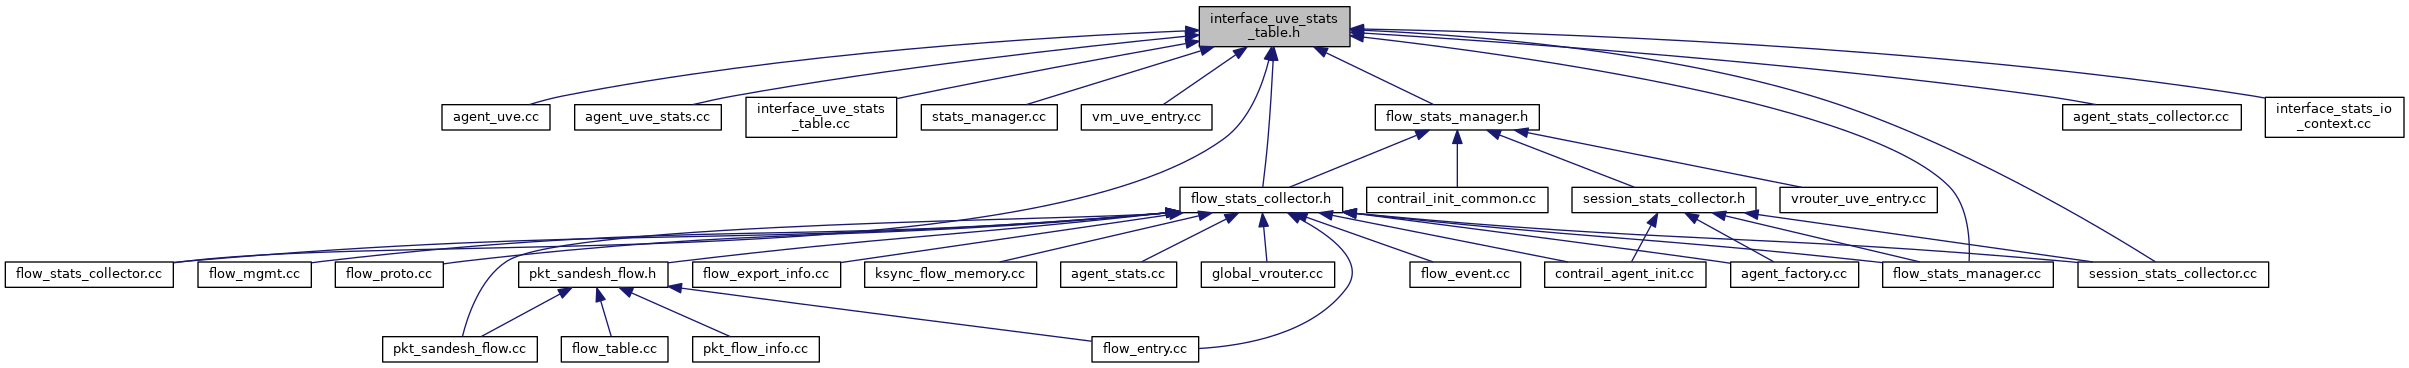 interface_uve_stats
_table.h
agent_uve.cc
agent_uve_stats.cc
interface_uve_stats
_table.cc
stats_manager.cc
vm_uve_entry.cc
flow_stats_manager.h
agent_stats_collector.cc
interface_stats_io
_context.cc
flow_stats_collector.h
contrail_init_common.cc
session_stats_collector.h
vrouter_uve_entry.cc
flow_stats_collector.cc
flow_mgmt.cc
flow_proto.cc
pkt_sandesh_flow.h
flow_export_info.cc
ksync_flow_memory.cc
agent_stats.cc
global_vrouter.cc
flow_event.cc
contrail_agent_init.cc
agent_factory.cc
flow_stats_manager.cc
session_stats_collector.cc
pkt_sandesh_flow.cc
flow_table.cc
pkt_flow_info.cc
flow_entry.cc